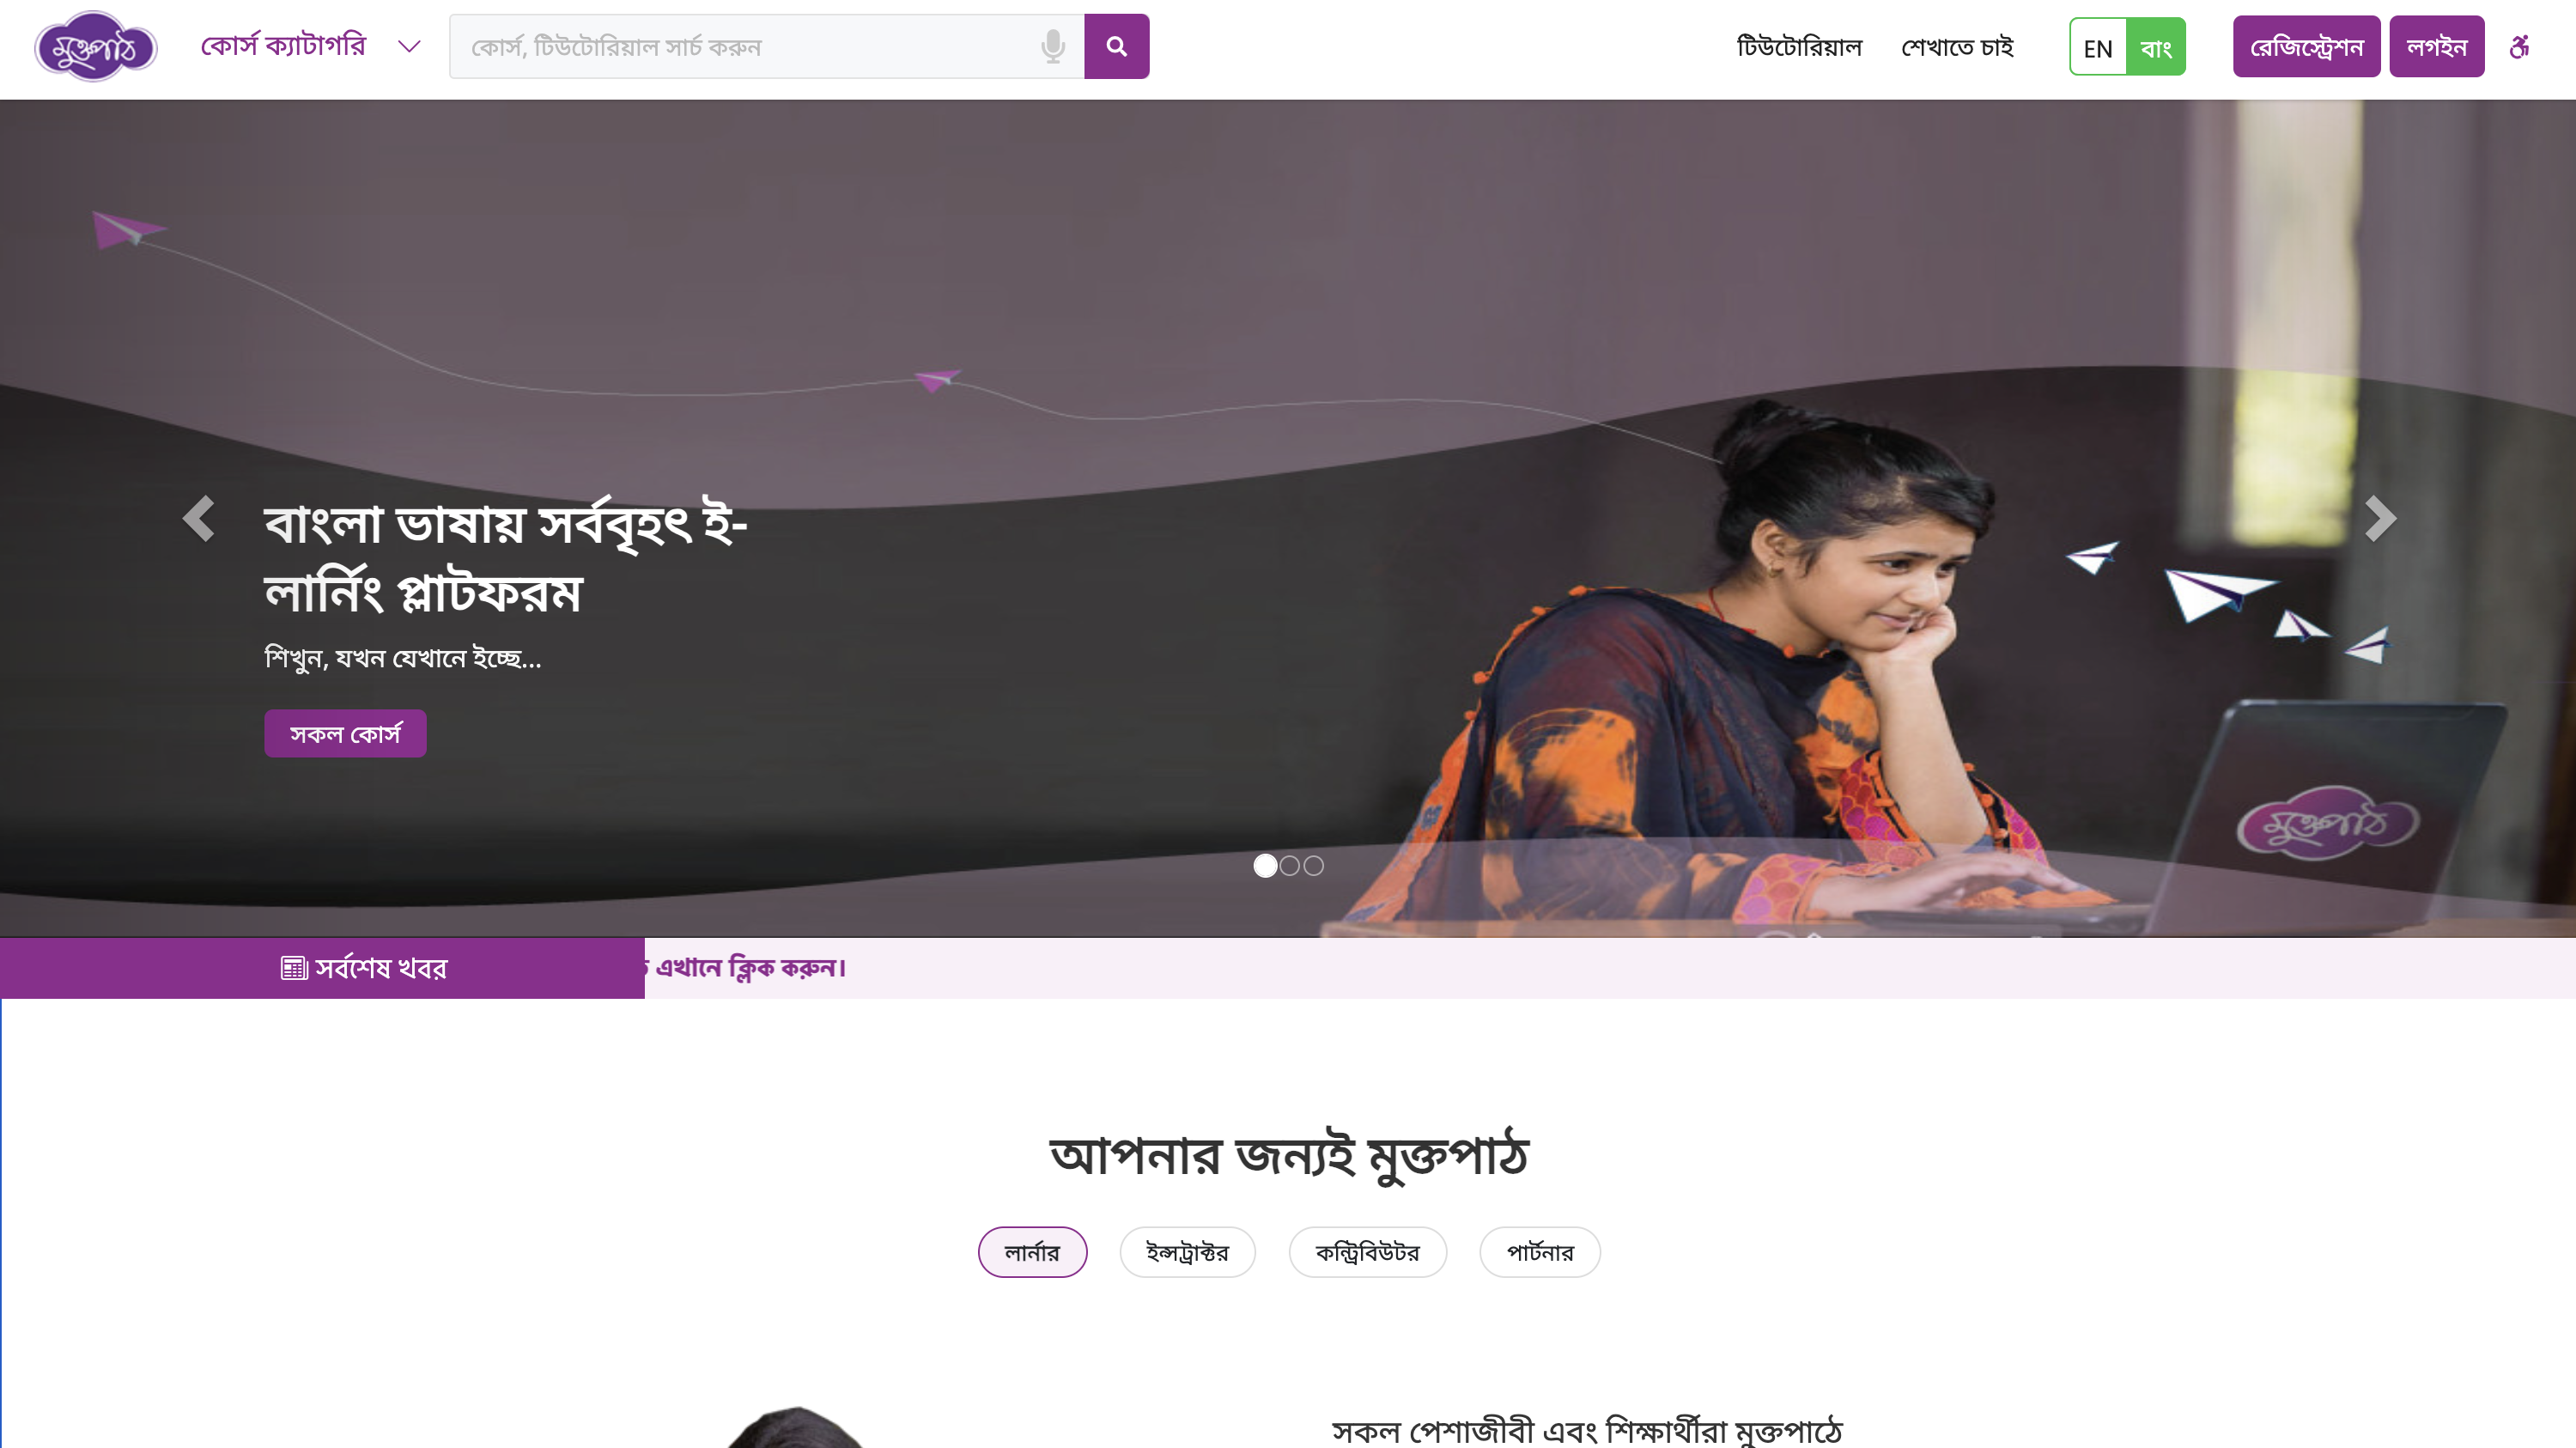 মুক্তপাঠ
কোর্স ক্যাটাগরি
কোর্স, টিউটোরিয়াল সার্চ করুন
টিউটোরিয়াল
শেখাতে চাই
EN
বাং
রেজিস্ট্রেশন
লগইন
বাংলা ভাষায় সর্ববৃহৎ ই-
লার্নিং প্লাটফরম
শিখুন, যখন যেখানে ইচ্ছে...
সকল কোর্স
মুক্তপাঠ
সর্বশেষ খবর
এখানে ক্লিক করুন।
আপনার জন্যই মুক্তপাঠ
লার্নার
ইন্সট্রাক্টর
কন্ট্রিবিউটর
পার্টনার
সকল পেশাজীবী এবং শিক্ষার্থীরা মুক্তপাঠে